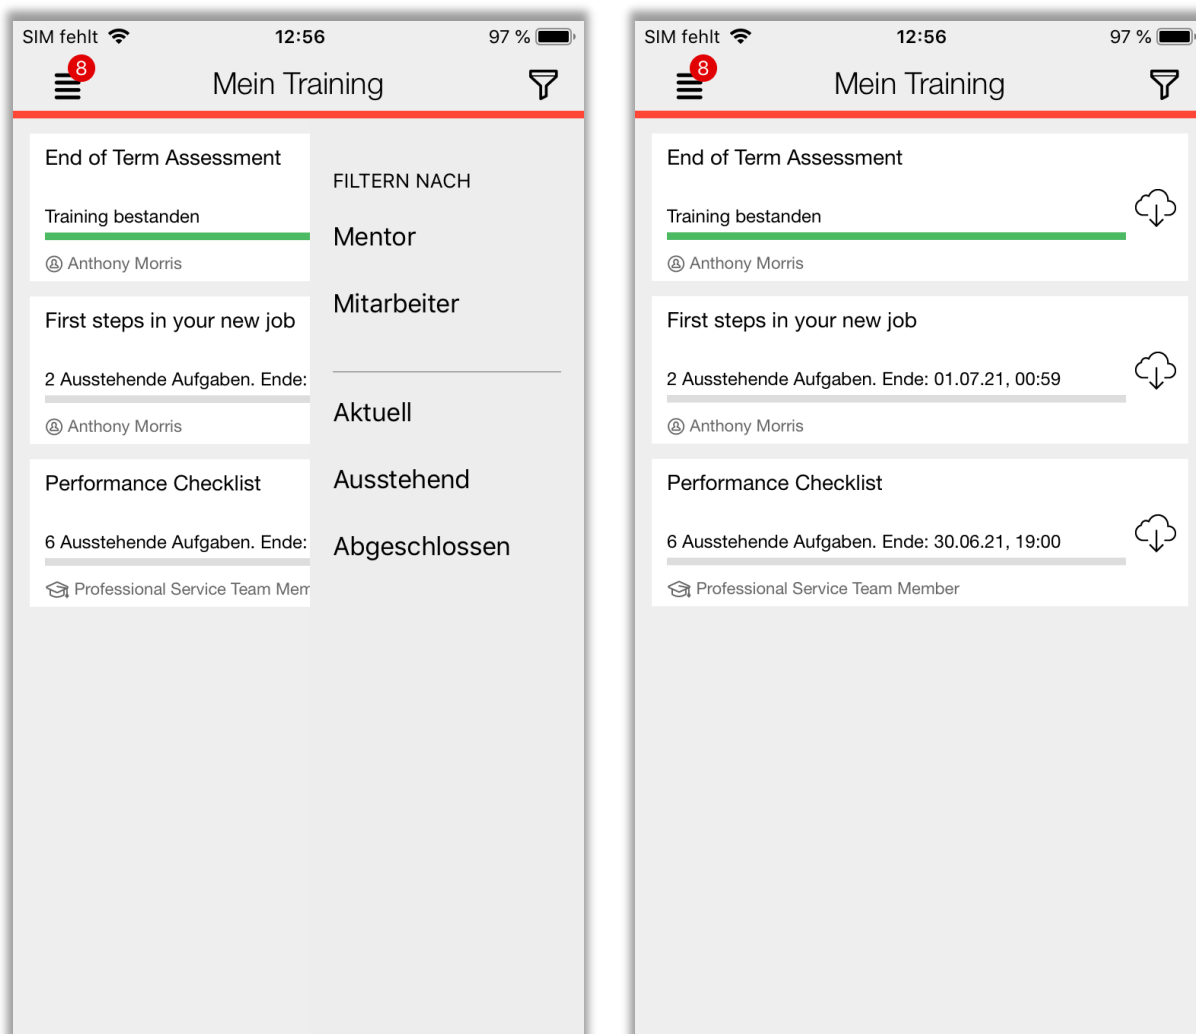 SIM fehlt 12:56 97 %
8 Mein Training
End of Term Assessment
Training bestanden
Anthony Morris
First steps in your new job
2 Ausstehende Aufgaben. Ende:
Anthony Morris
Performance Checklist
6 Ausstehende Aufgaben. Ende:
Professional Service Team Mem
FILTERN NACH
Mentor
Mitarbeiter
Aktuell
Ausstehend
Abgeschlossen
SIM fehlt 12:56 97 %
8 Mein Training
End of Term Assessment
Training bestanden
Anthony Morris
First steps in your new job
2 Ausstehende Aufgaben. Ende: 01.07.21, 00:59
Anthony Morris
Performance Checklist
6 Ausstehende Aufgaben. Ende: 30.06.21, 19:00
Professional Service Team Member